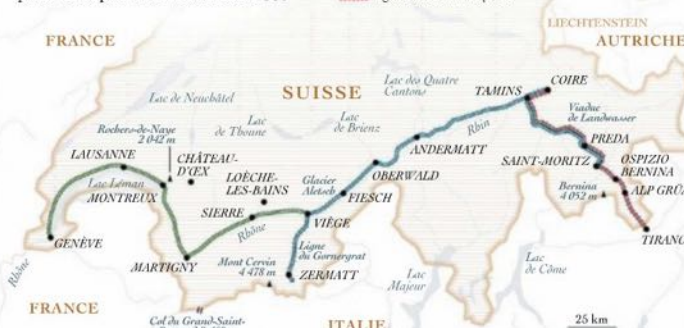 LIECHTENSTEIN
FRANCE
AUTRICHE
SUISSE
Lac des Quatre
Cantons
TAMINS
COIRE
Lac de Neuchâtel
Viaduc
de Landwasser
Rochers-de-Naye
2 042 m
Lac
de Thoune
Lac
de Brienz
Rhin
PREDA
LAUSANNE
CHÂTEAU-
D'ŒX
ANDERMATT
SAINT-MORITZ
OSPIZIO
BERNINA
Lac Léman
MONTREUX
LOÈCHE-
LES-BAINS
Glacier
Aletsch
OBERWALD
FIESCH
Bernina
4 052 m
ALP GRÜ
SIERRE
Rhône
VIÈGE
GENÈVE
Ligne
du Gornergrat
TIRANO
MARTIGNY
Mont Cervin
4 478 m
ZERMATT
Lac
Majeur
Lac
de Côme
Rhône
FRANCE
Col du Grand-Saint-
ITALIE
25 km